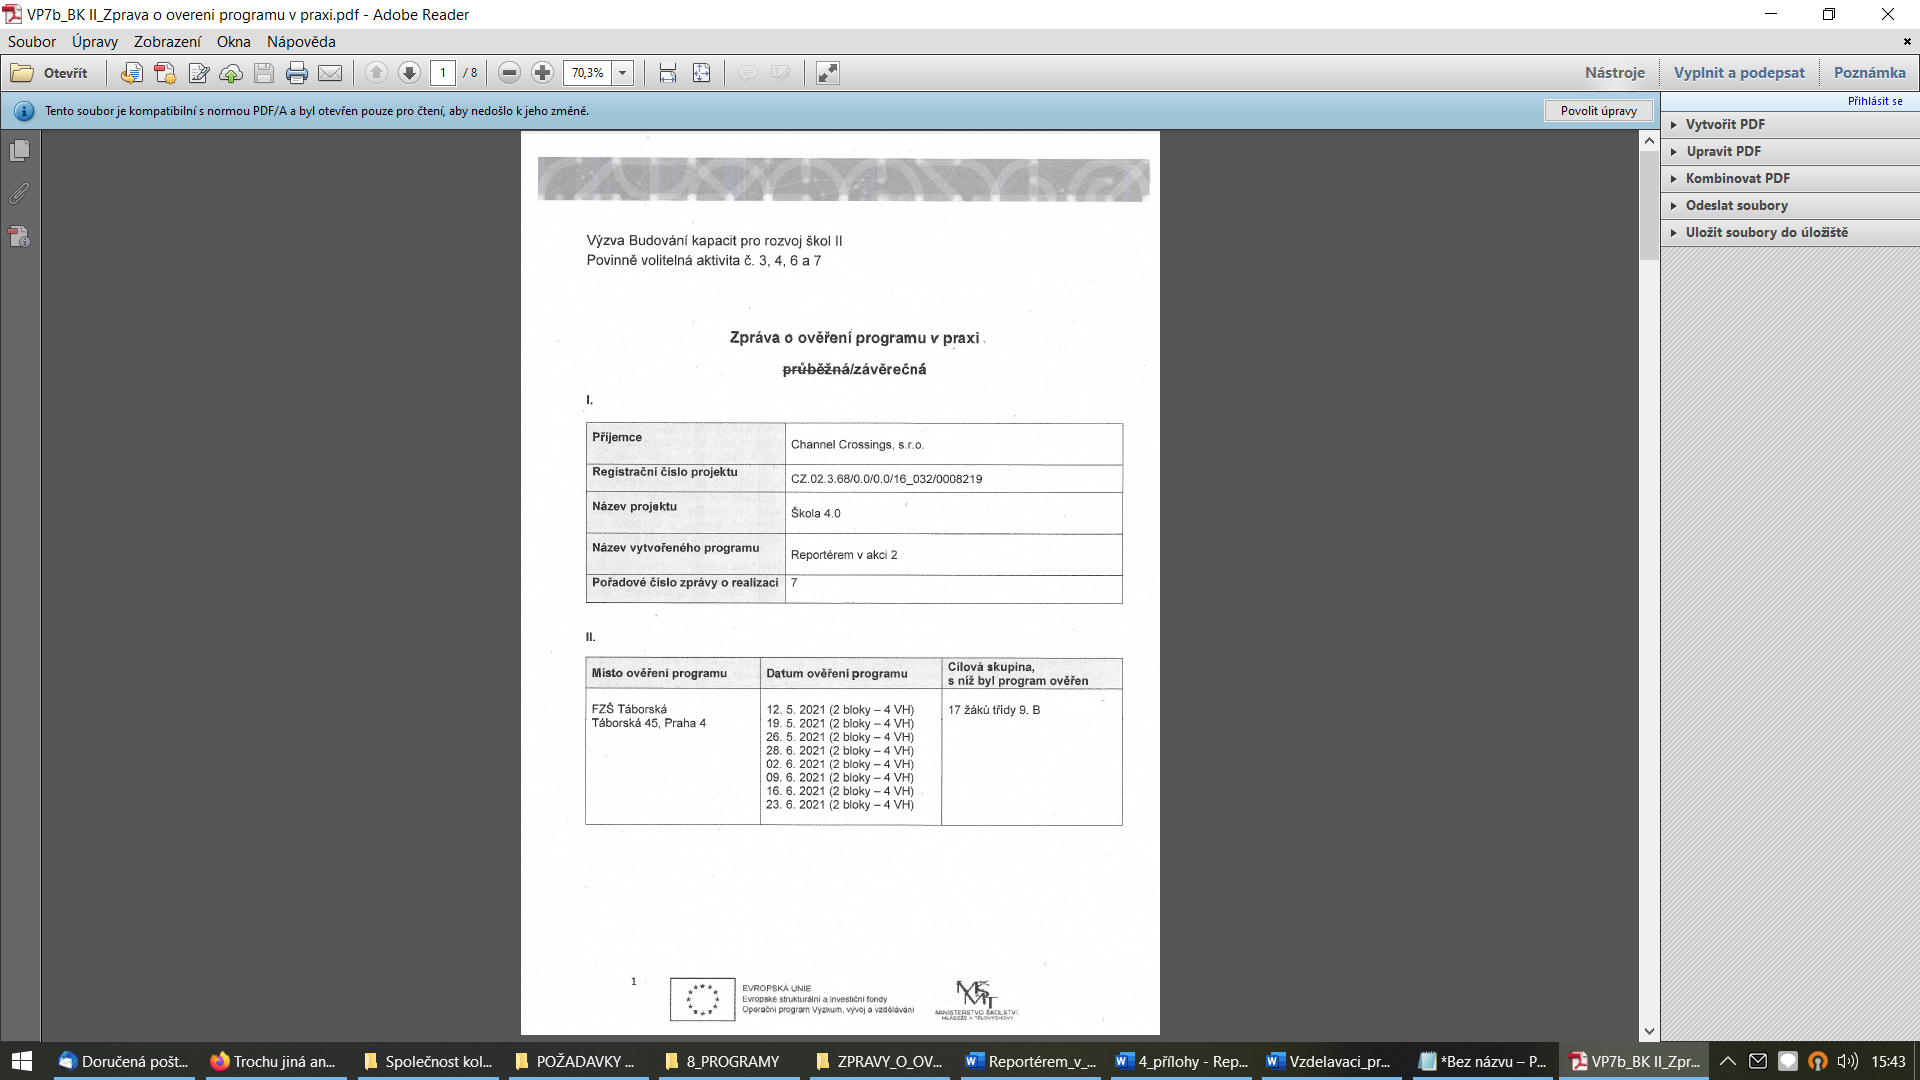 VP7b_BK II_Zprava o overeni programu v praxi.pdf - Adobe Reader
Soubor Úpravy Zobrazení Okna Nápověda
Otevřít 1 / 8 70,3% Nástroje Vyplnit a podepsat Poznámka
Tento soubor je kompatibilní s normou PDF/A a byl otevřen pouze pro čtení, aby nedošlo k jeho změně. Povolit úpravy
Přihlásit se
Vytvořit PDF
Upravit PDF
Kombinovat PDF
Odeslat soubory
Uložit soubory do úložiště
Výzva Budování kapacit pro rozvoj škol II
Povinně volitelná aktivita č. 3, 4, 6 a 7
Zpráva o ověření programu v praxi
průběžná/závěrečná
I.
Příjemce Channel Crossings, s.r.o.
Registrační číslo projektu CZ.02.3.68/0.0/0.0/16_032/0008219
Název projektu Škola 4.0
Název vytvořeného programu Reportérem v akci 2
Pořadové číslo zprávy o realizaci 7
II.
Místo ověření programu
Datum ověření programu
Cílová skupina,
s níž byl program ověřen
FZŠ Táborská
Táborská 45, Praha 4
12. 5. 2021 (2 bloky – 4 VH)
19. 5. 2021 (2 bloky – 4 VH)
26. 5. 2021 (2 bloky – 4 VH)
28. 6. 2021 (2 bloky – 4 VH)
02. 6. 2021 (2 bloky – 4 VH)
09. 6. 2021 (2 bloky – 4 VH)
16. 6. 2021 (2 bloky – 4 VH)
23. 6. 2021 (2 bloky – 4 VH)
17 žáků třídy 9. B
1
EVROPSKÁ UNIE
Evropské strukturální a investiční fondy
Operační program Výzkum, vývoj a vzdělávání
MŠMT
MINISTERSTVO ŠKOLSTVÍ,
MLÁDEŽE A TĚLOVÝCHOVY
Doručená pošt... Trochu jiná an... Společnost kol... POŽADAVKY ... 8_PROGRAMY ZPRAVY_O_OV... Reportérem_v_... 4_přílohy - Rep... Vzdelavaci_pr... *Bez názvu – P... VP7b_BK II_Zpr... 15:43